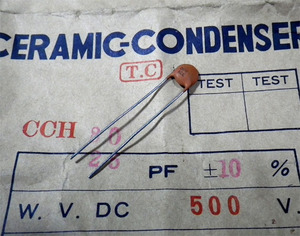 CERAMIC-CONDENSER
T.C
TEST TEST
CCH
PF ±10 %
W. V. DC 500 V.